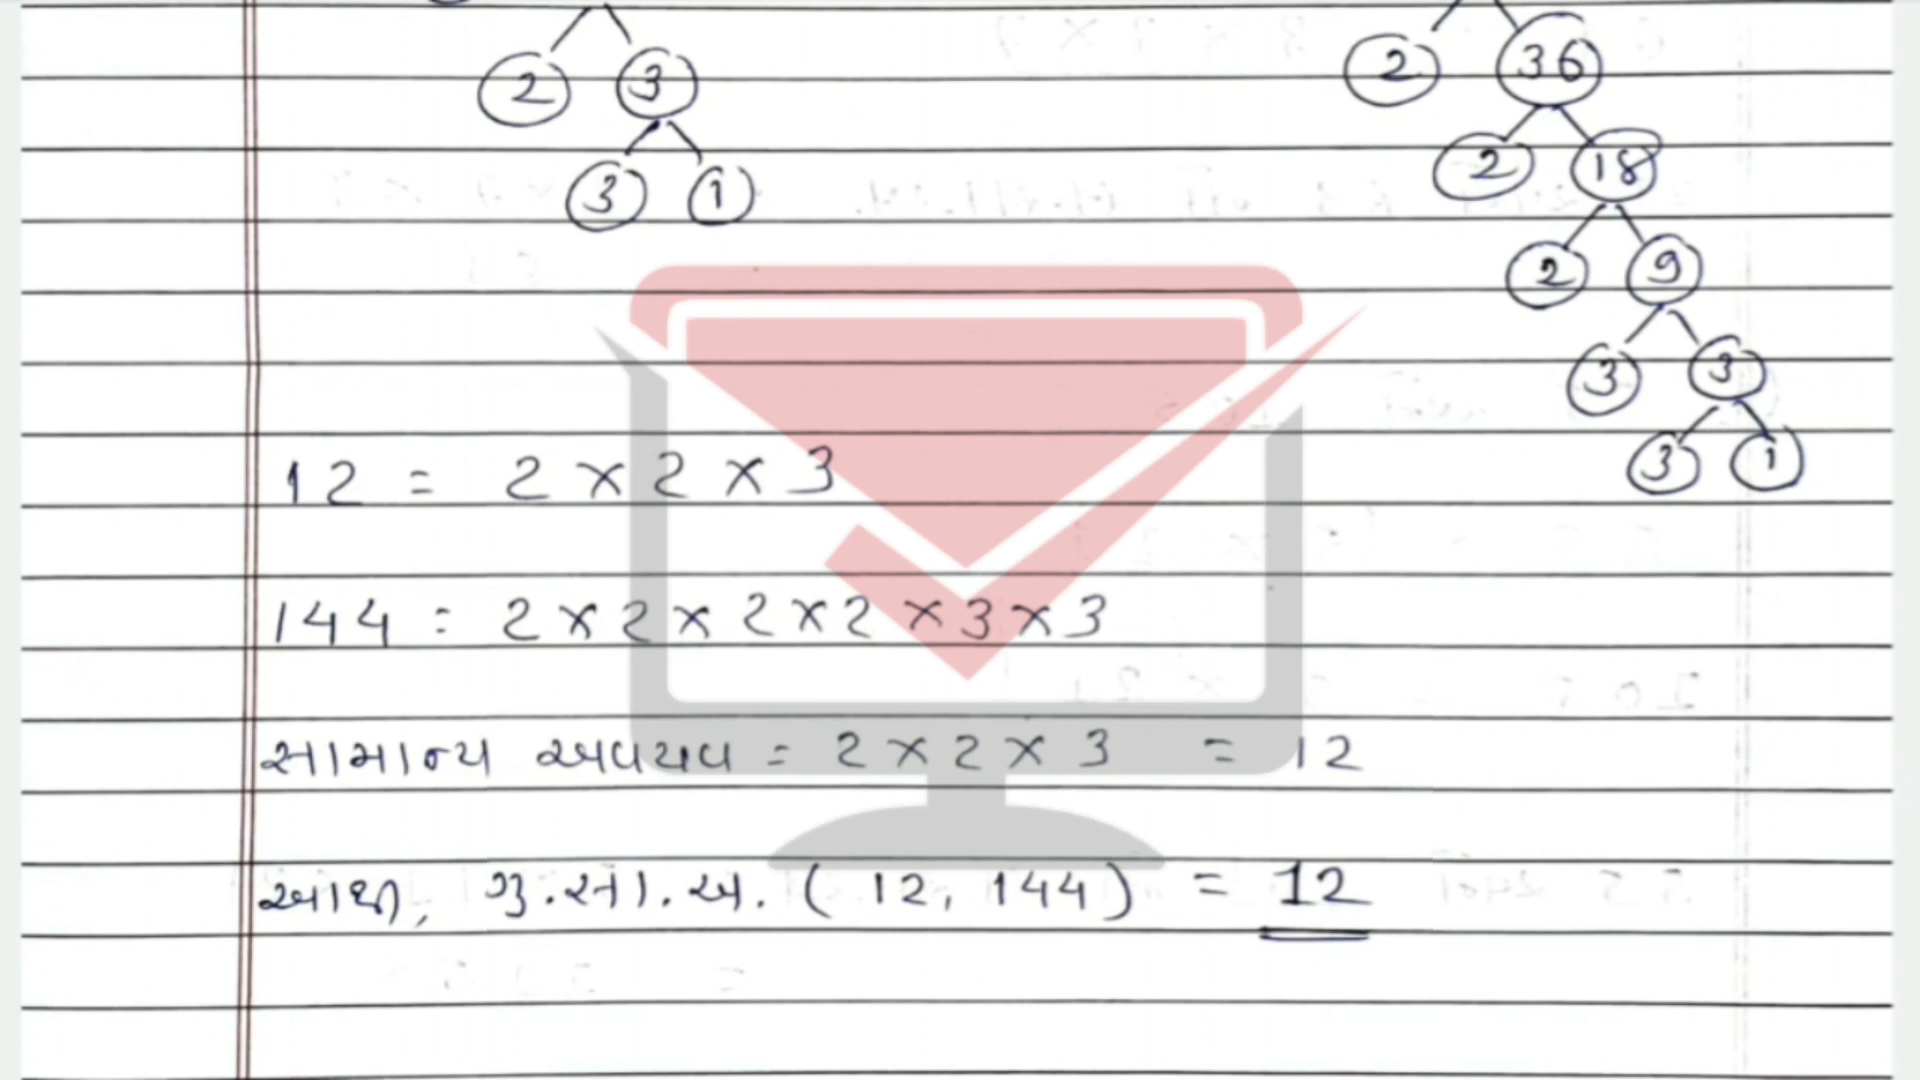 2 3
3 1
2 36
2 18
2 9
3 3
3 1
12 = 2 × 2 × 3
144 = 2 × 2 × 2 × 2 × 3 × 3
સામાન્ય અવયવ = 2 × 2 × 3 = 12
આથી, ગુ.સા.અ. ( 12, 144 ) = 12